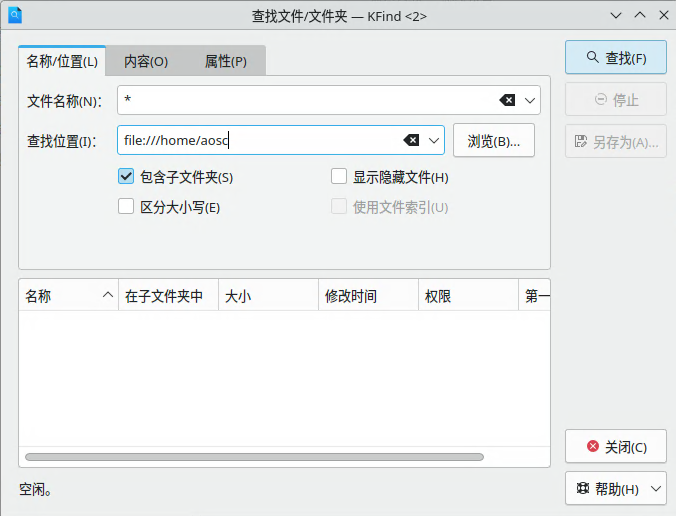 查找文件/文件夹 — KFind <2>
名称/位置(L) 内容(O) 属性(P)
查找(F)
文件名称(N)： *
停止
查找位置(I)： file:///home/aosc 浏览(B)...
另存为(A)...
包含子文件夹(S) 显示隐藏文件(H)
区分大小写(E) 使用文件索引(U)
名称 在子文件夹中 大小 修改时间 权限 第一
关闭(C)
空闲。
帮助(H)